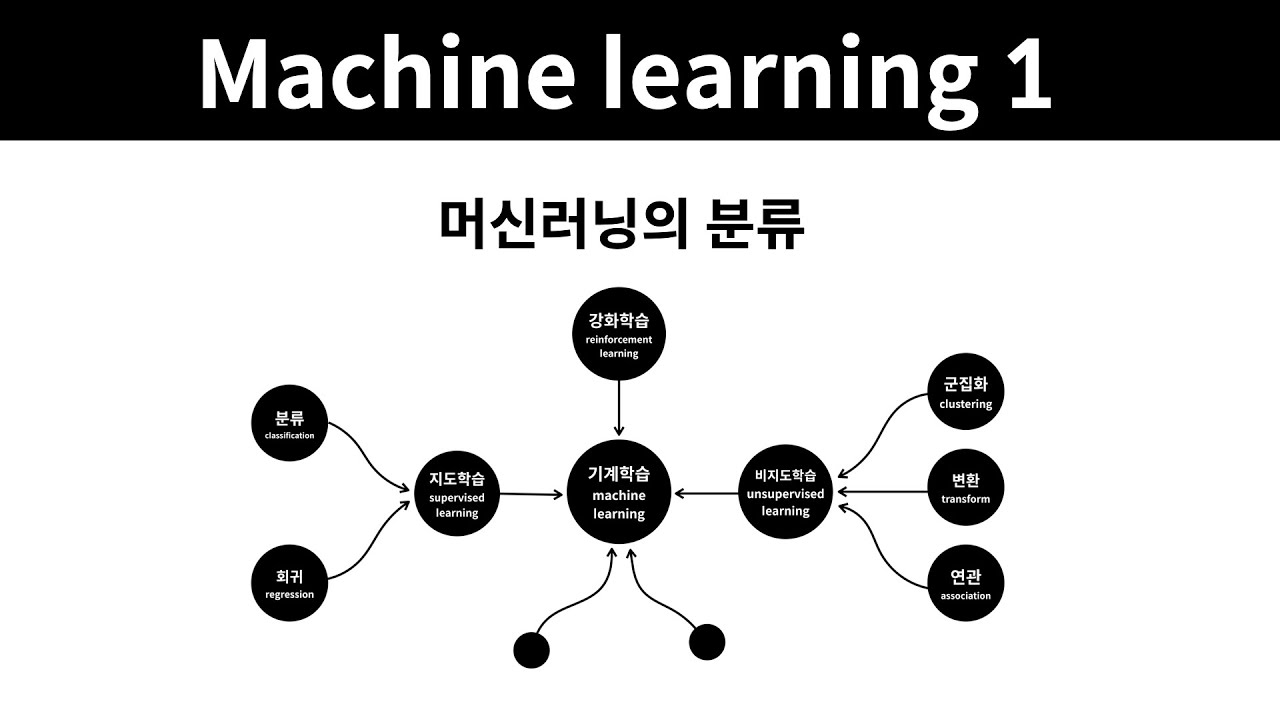 Machine learning 1
머신러닝의 분류
강화학습
reinforcement
learning
분류
classification
지도학습
supervised
learning
회귀
regression
기계학습
machine
learning
비지도학습
unsupervised
learning
군집화
clustering
변환
transform
연관
association